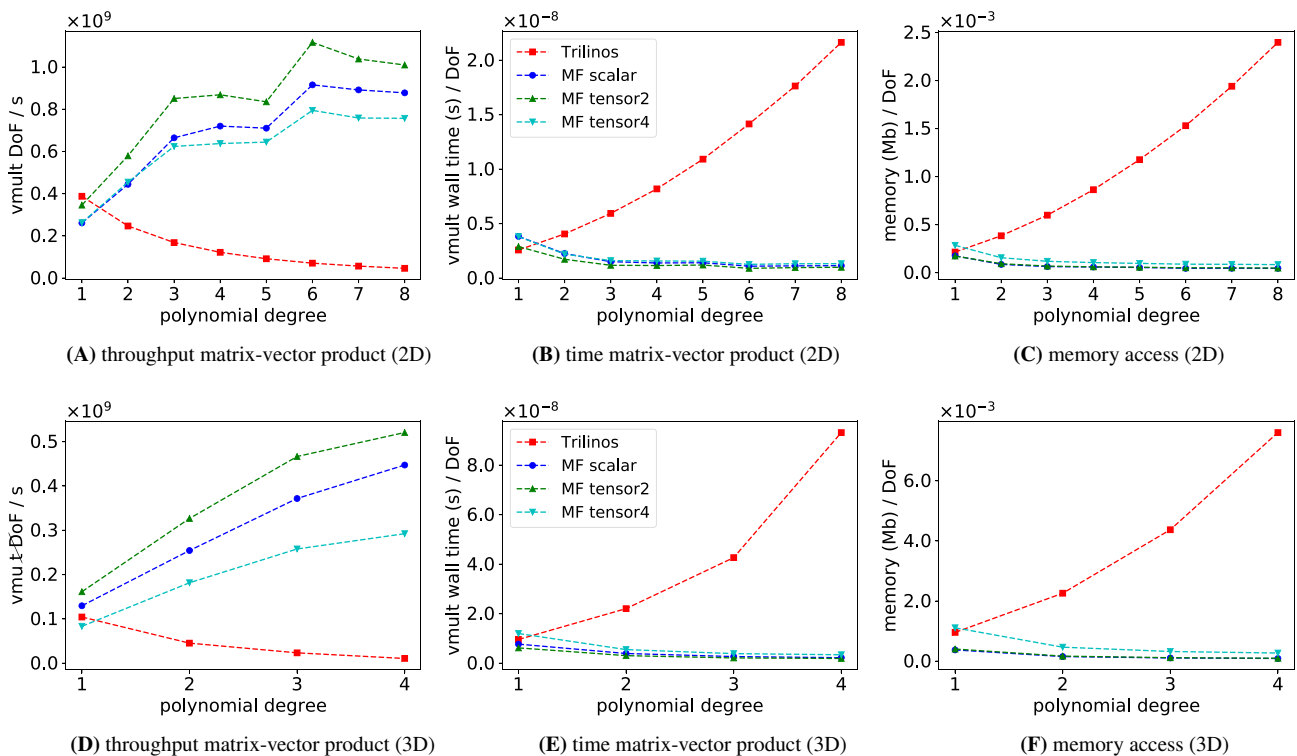 ×10⁹
vmult DoF / s
1.0
0.8
0.6
0.4
0.2
0.0
1 2 3 4 5 6 7 8
polynomial degree
(A) throughput matrix-vector product (2D)
×10⁻⁸
vmult wall time (s) / DoF
2.0
1.5
1.0
0.5
0.0
Trilinos
MF scalar
MF tensor2
MF tensor4
1 2 3 4 5 6 7 8
polynomial degree
(B) time matrix-vector product (2D)
×10⁻³
memory (Mb) / DoF
2.5
2.0
1.5
1.0
0.5
0.0
1 2 3 4 5 6 7 8
polynomial degree
(C) memory access (2D)
×10⁹
vmult DoF / s
0.5
0.4
0.3
0.2
0.1
0.0
1 2 3 4
polynomial degree
(D) throughput matrix-vector product (3D)
×10⁻⁸
vmult wall time (s) / DoF
8.0
6.0
4.0
2.0
0.0
Trilinos
MF scalar
MF tensor2
MF tensor4
1 2 3 4
polynomial degree
(E) time matrix-vector product (3D)
×10⁻³
memory (Mb) / DoF
6.0
4.0
2.0
0.0
1 2 3 4
polynomial degree
(F) memory access (3D)